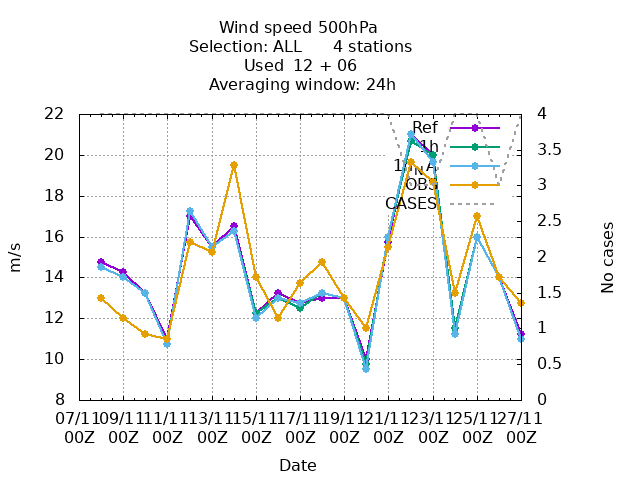 Wind speed 500hPa
Selection: ALL      4 stations
Used  12 + 06
Averaging window: 24h
22
20
18
16
14
12
10
8
4
3.5
3
2.5
2
1.5
1
0.5
0
Ref
1h
OBS
CASES
m/s
No cases
07/11 09/11 11/11 13/11 15/11 17/11 19/11 21/11 23/11 25/11 27/11
00Z 00Z 00Z 00Z 00Z 00Z 00Z 00Z 00Z 00Z 00Z
Date